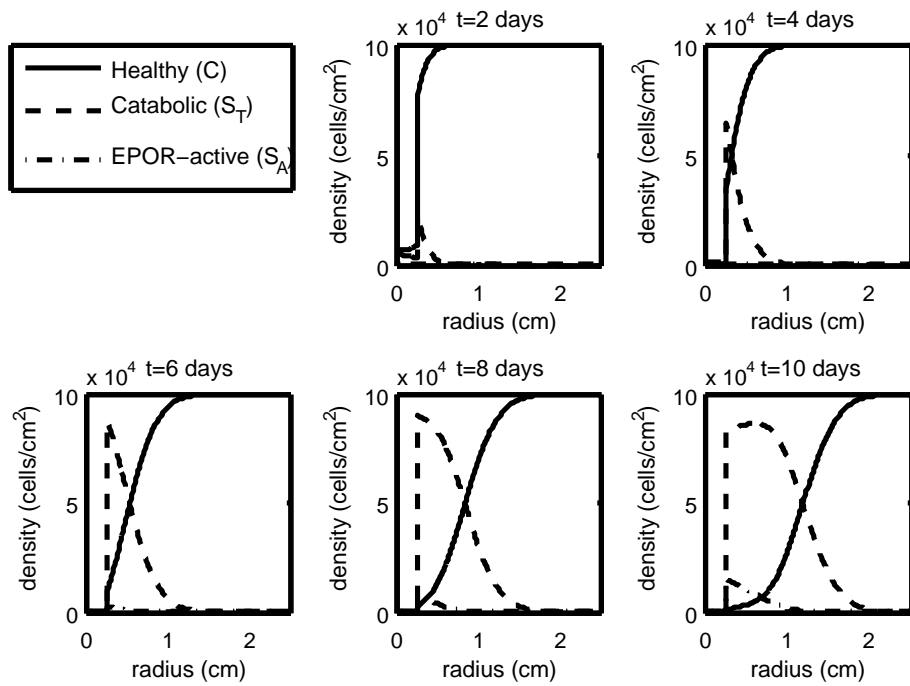 Healthy (C)
Catabolic (S_T)
EPOR−active (S_A)
x 10^4 t=2 days
10
5
0
0 1 2
density (cells/cm^2)
radius (cm)
x 10^4 t=4 days
10
5
0
0 1 2
density (cells/cm^2)
radius (cm)
x 10^4 t=6 days
10
5
0
0 1 2
density (cells/cm^2)
radius (cm)
x 10^4 t=8 days
10
5
0
0 1 2
density (cells/cm^2)
radius (cm)
x 10^4 t=10 days
10
5
0
0 1 2
density (cells/cm^2)
radius (cm)